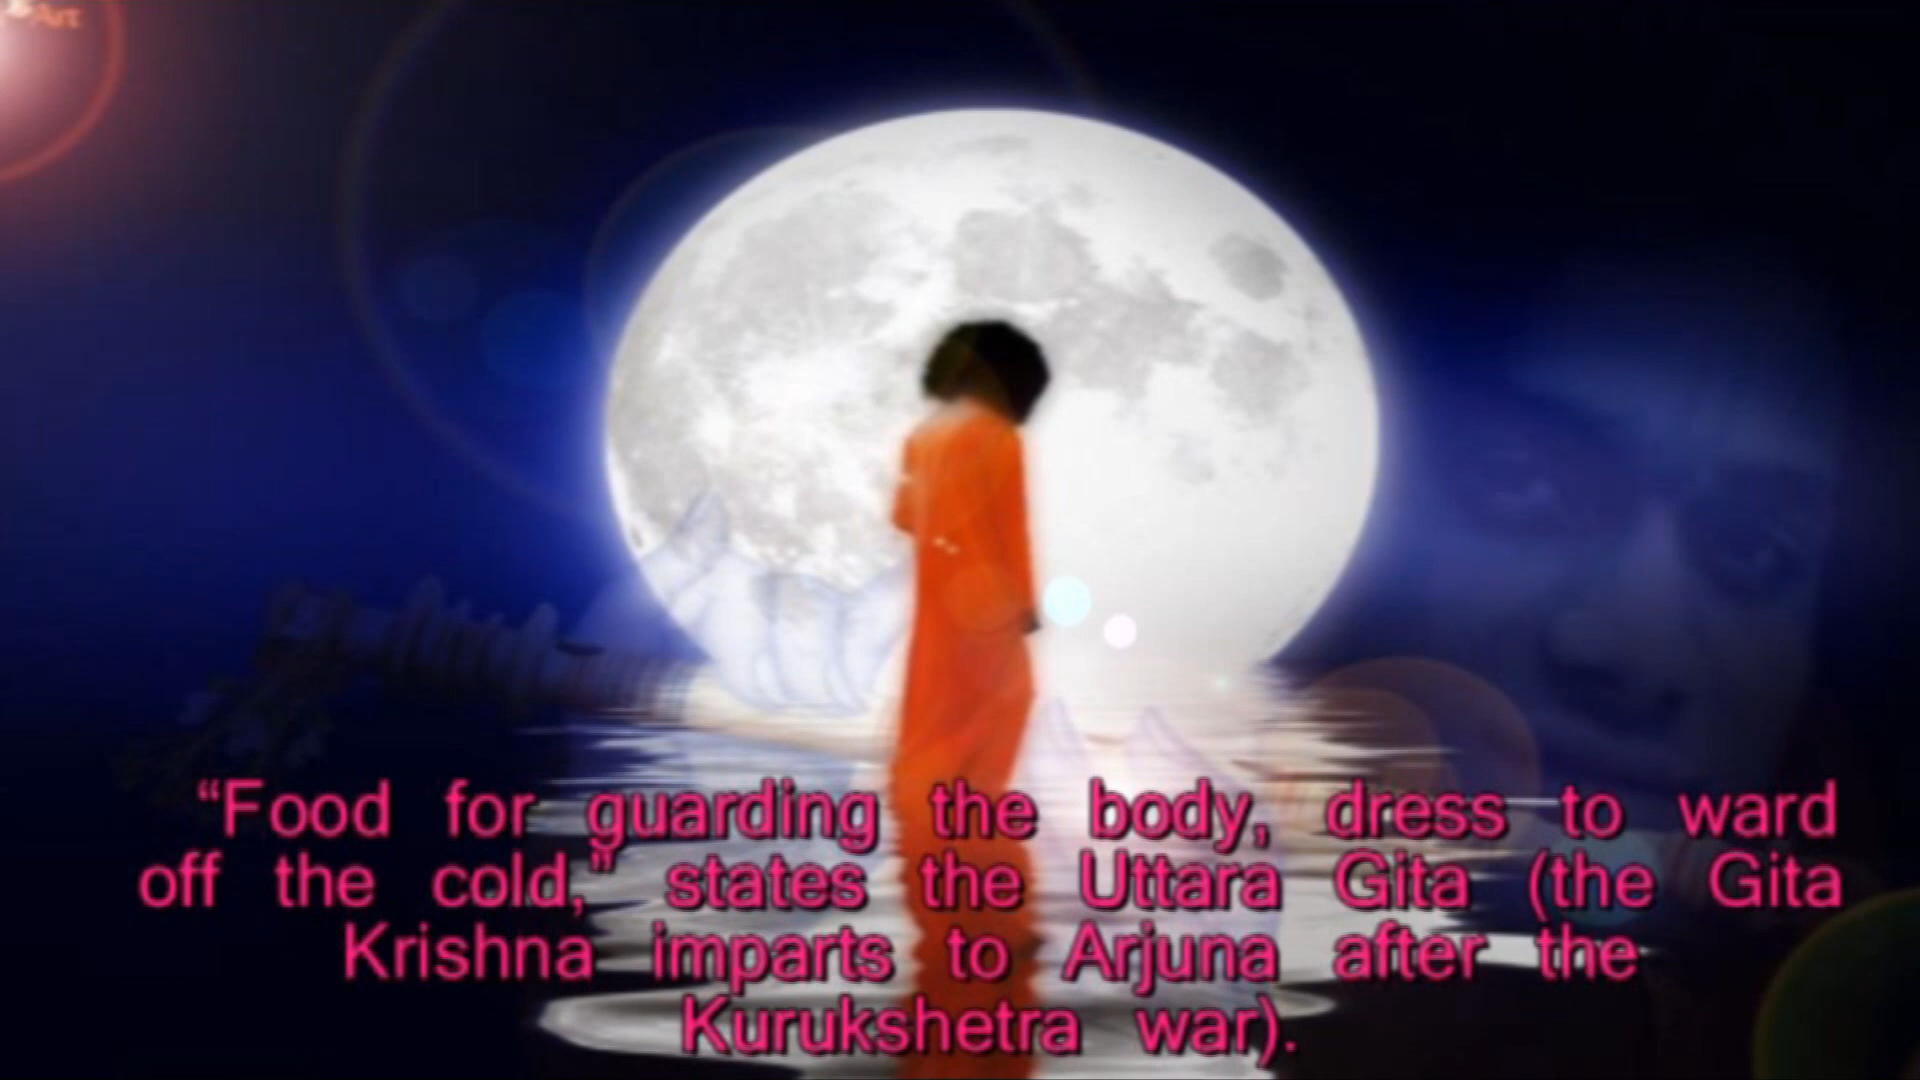 Art
“Food for guarding the body, dress to ward
off the cold," states the Uttara Gita (the Gita
Krishna imparts to Arjuna after the
Kurukshetra war).